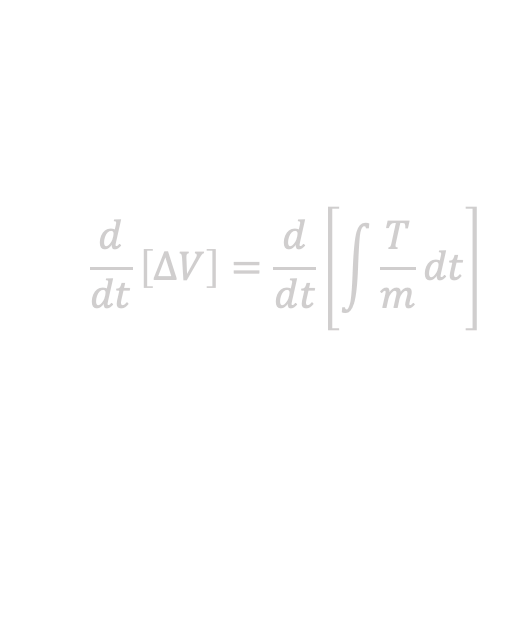 d/dt [ΔV] = d/dt [∫ T/m dt]